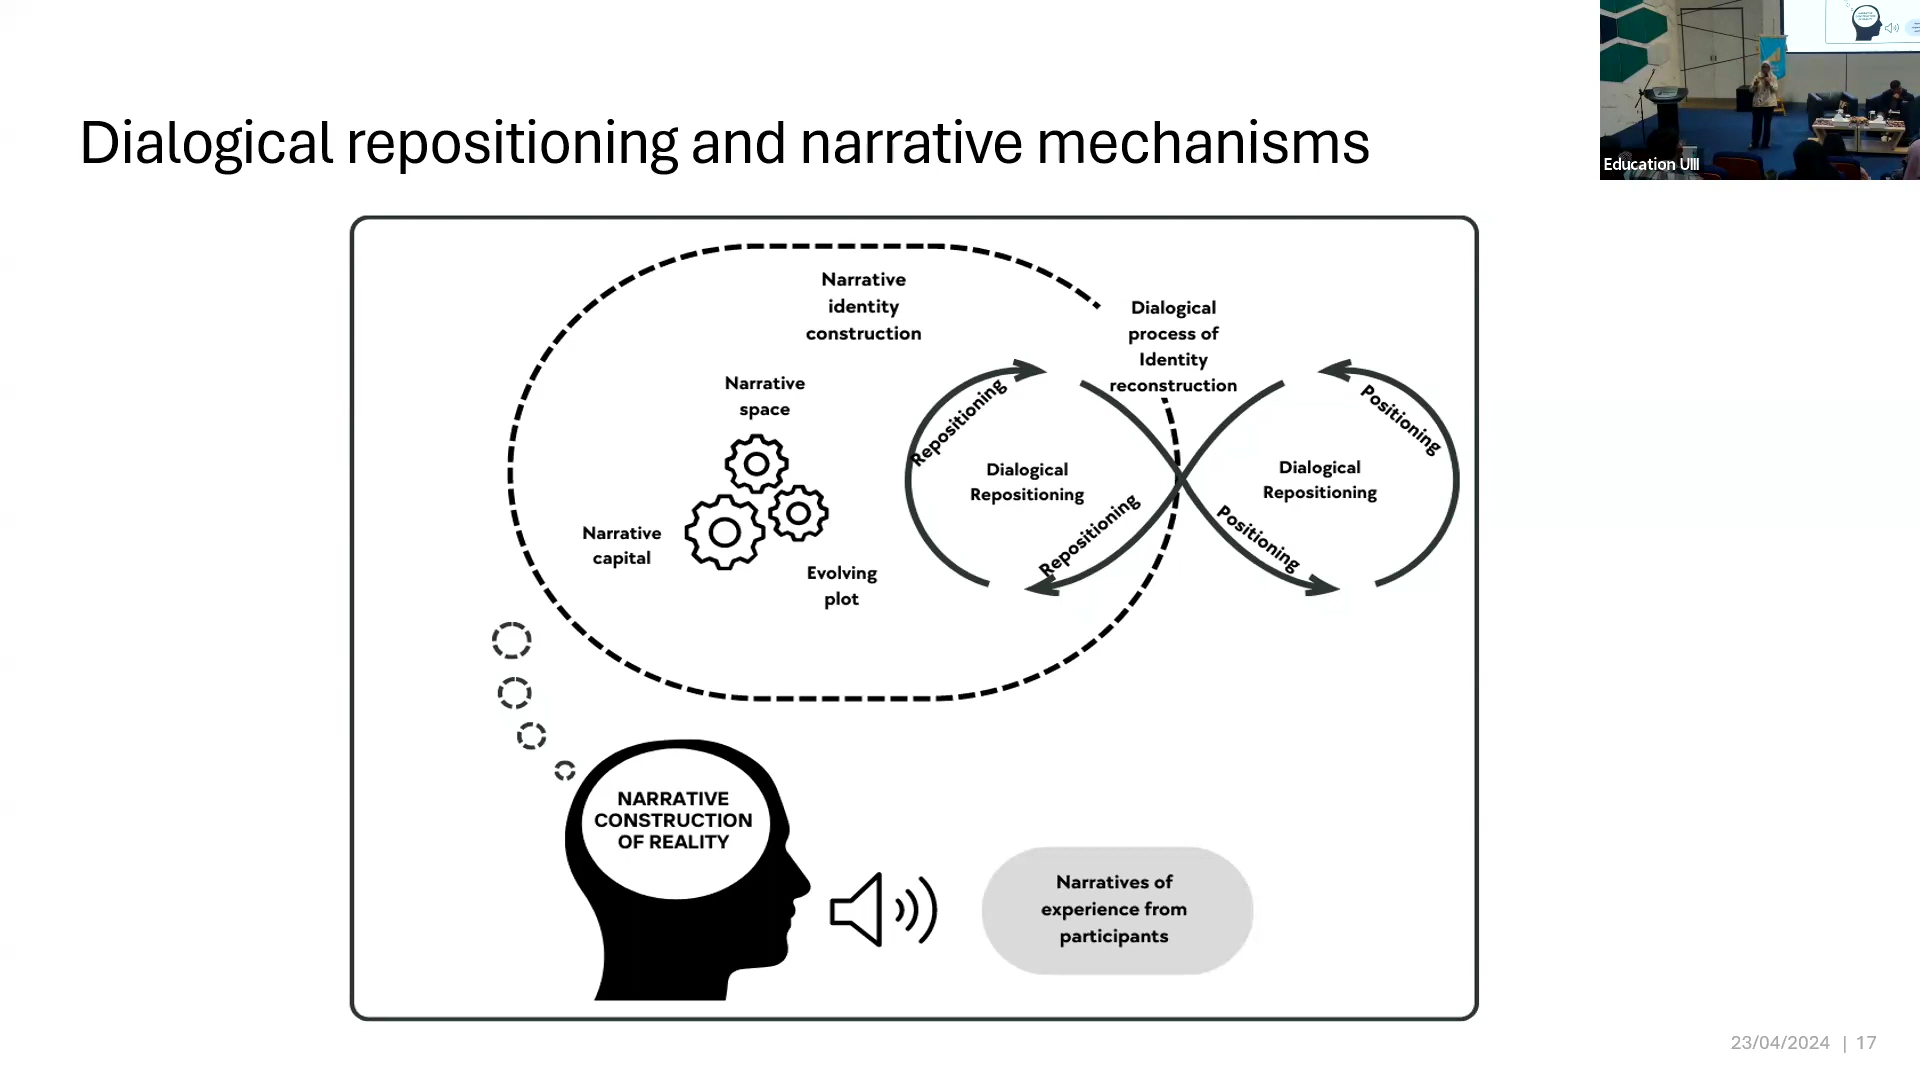 Education UIII
Dialogical repositioning and narrative mechanisms
Narrative
identity
construction
Dialogical
process of
Identity
reconstruction
Narrative
space
Repositioning
Positioning
Dialogical
Repositioning
Dialogical
Repositioning
Repositioning
Positioning
Narrative
capital
Evolving
plot
NARRATIVE
CONSTRUCTION
OF REALITY
Narratives of
experience from
participants
23/04/2024 | 17